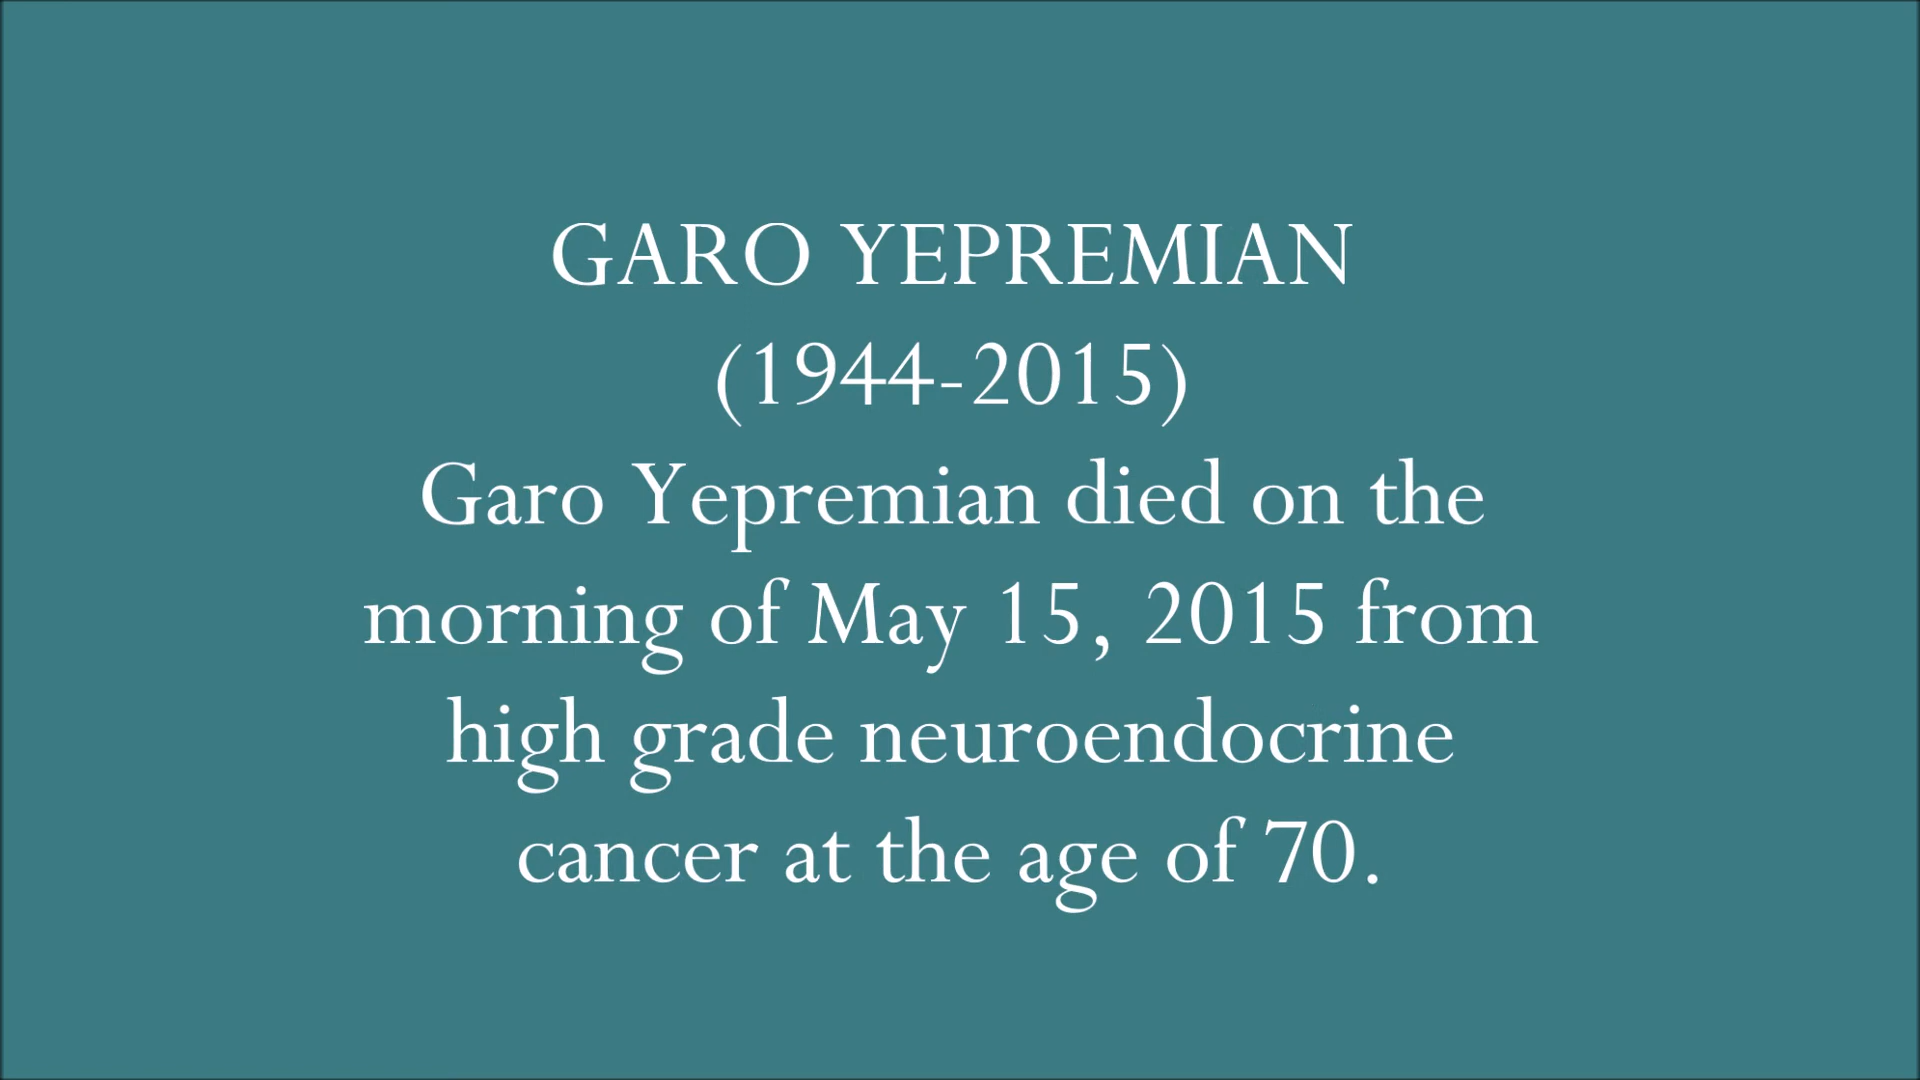 GARO YEPREMIAN
(1944-2015)
Garo Yepremian died on the
morning of May 15, 2015 from
high grade neuroendocrine
cancer at the age of 70.